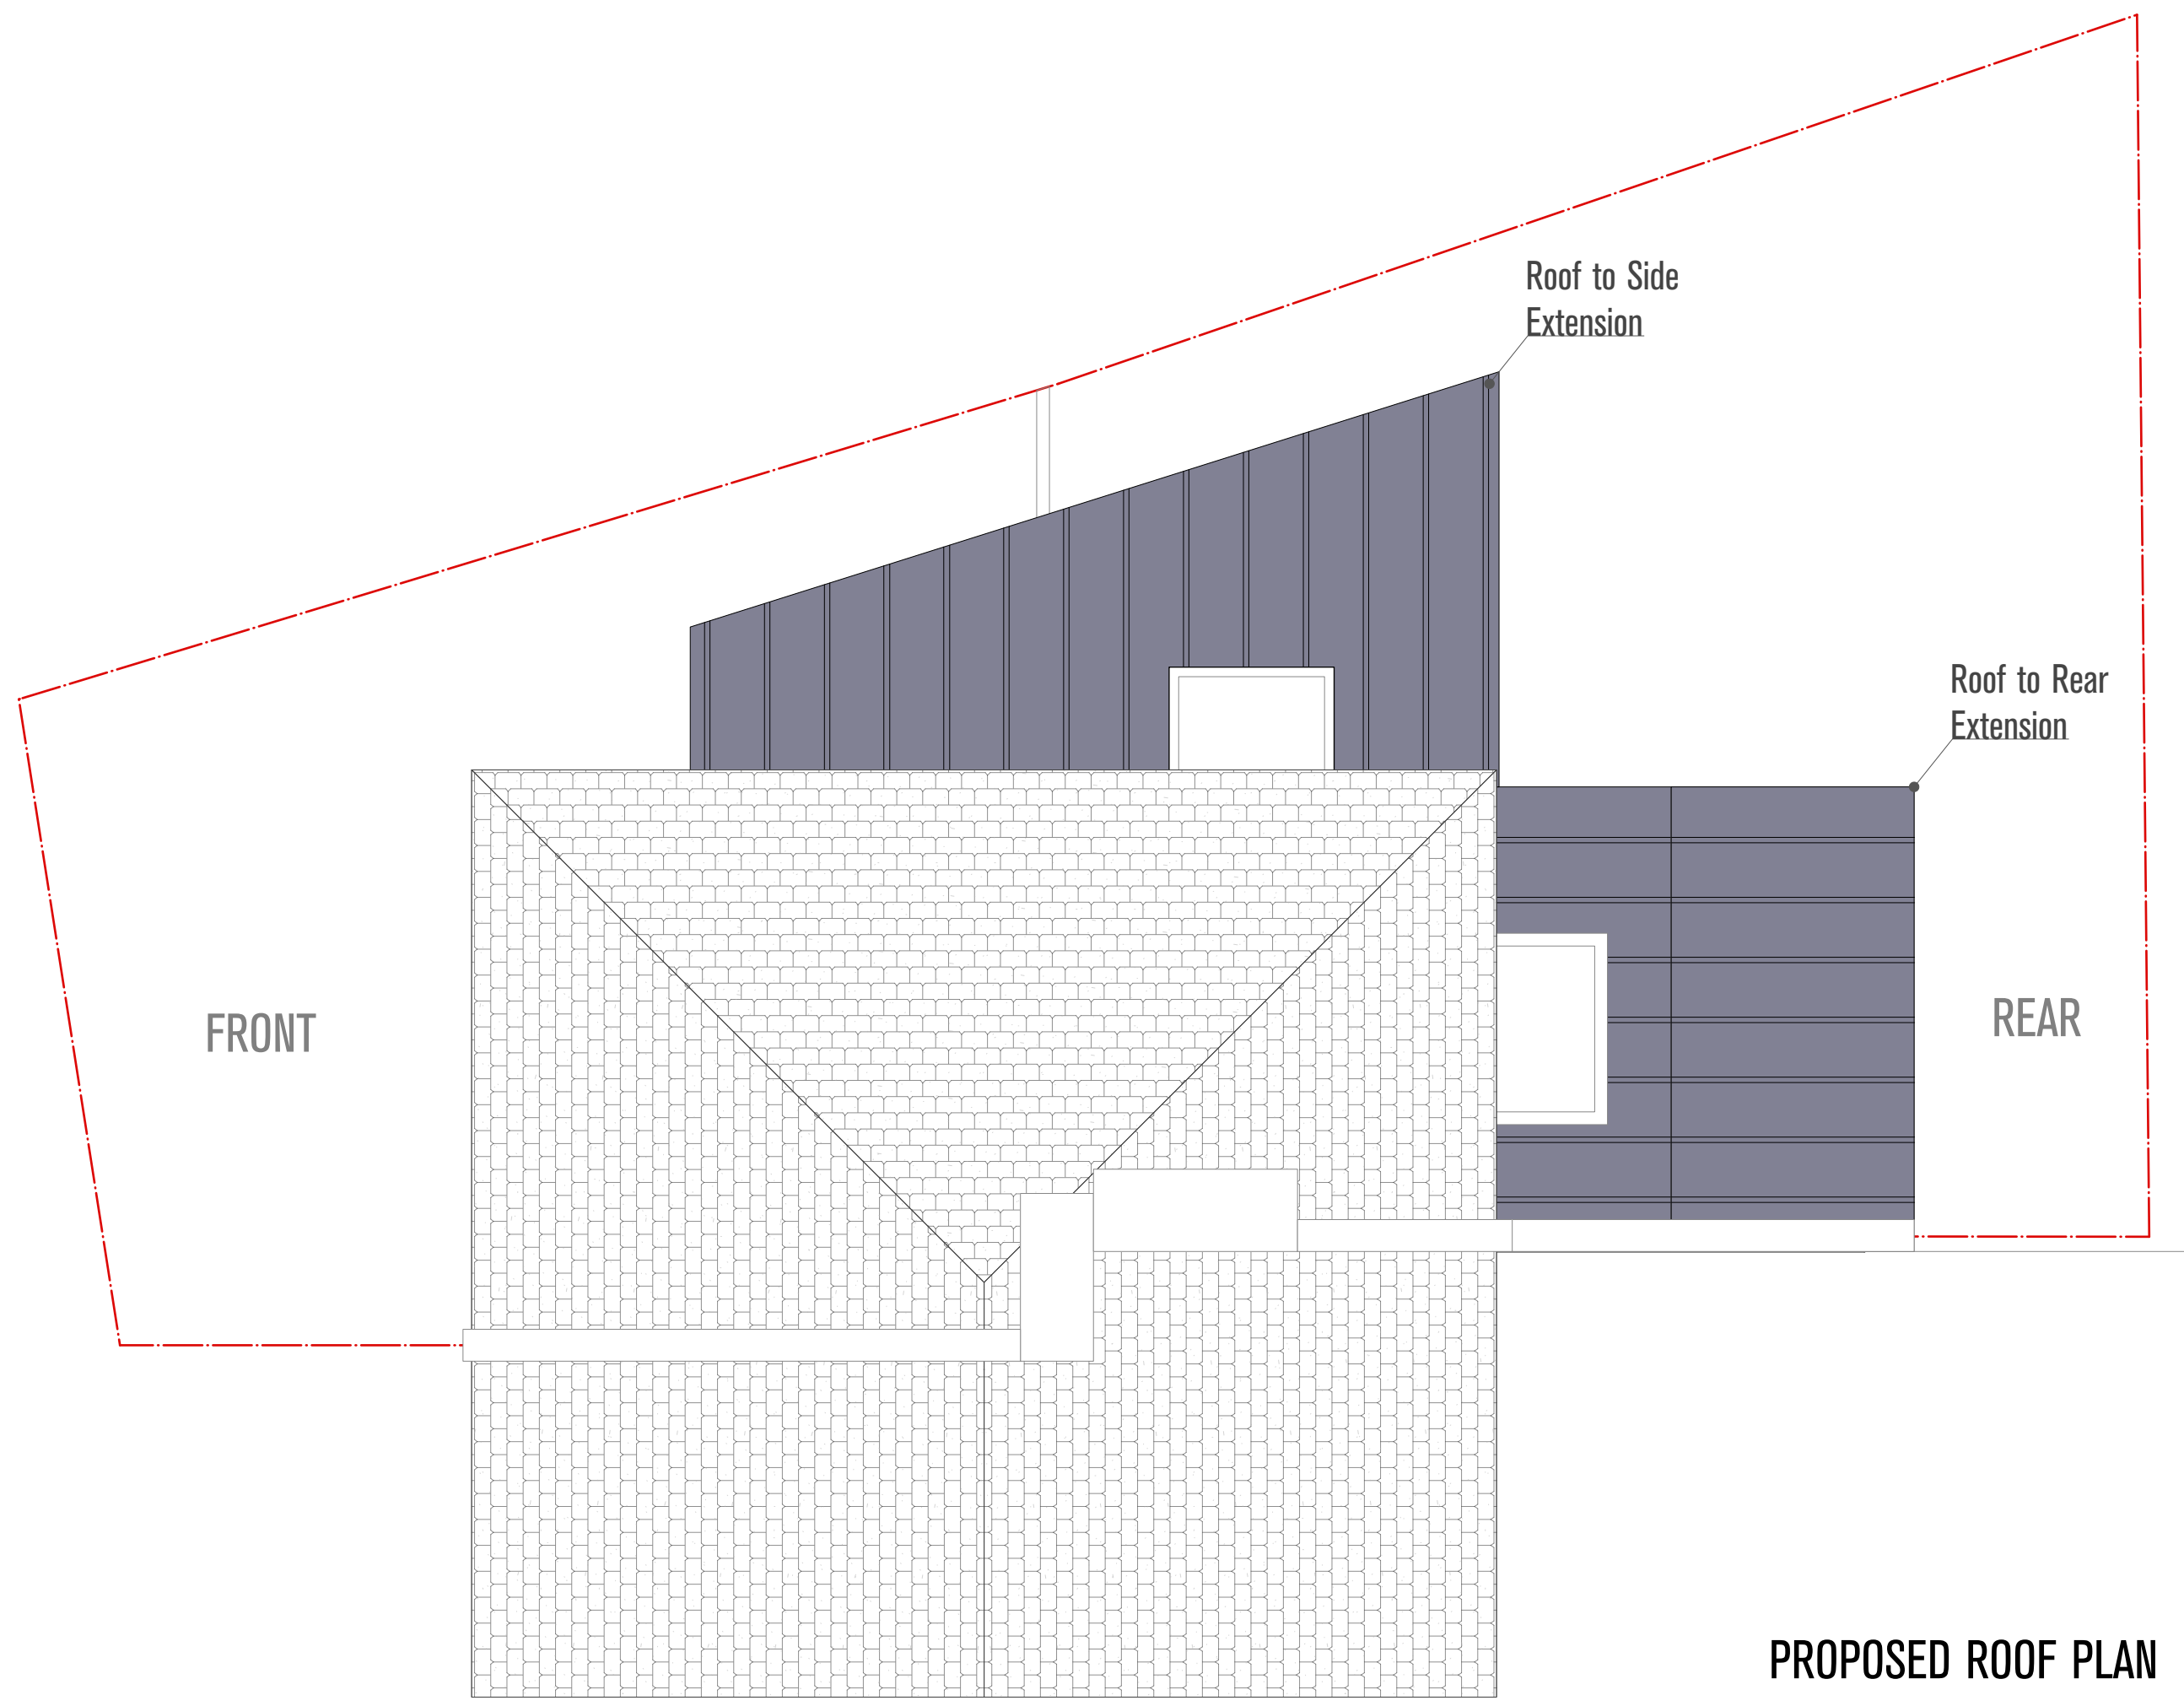 Roof to Side
Extension
Roof to Rear
Extension
FRONT
REAR
PROPOSED ROOF PLAN